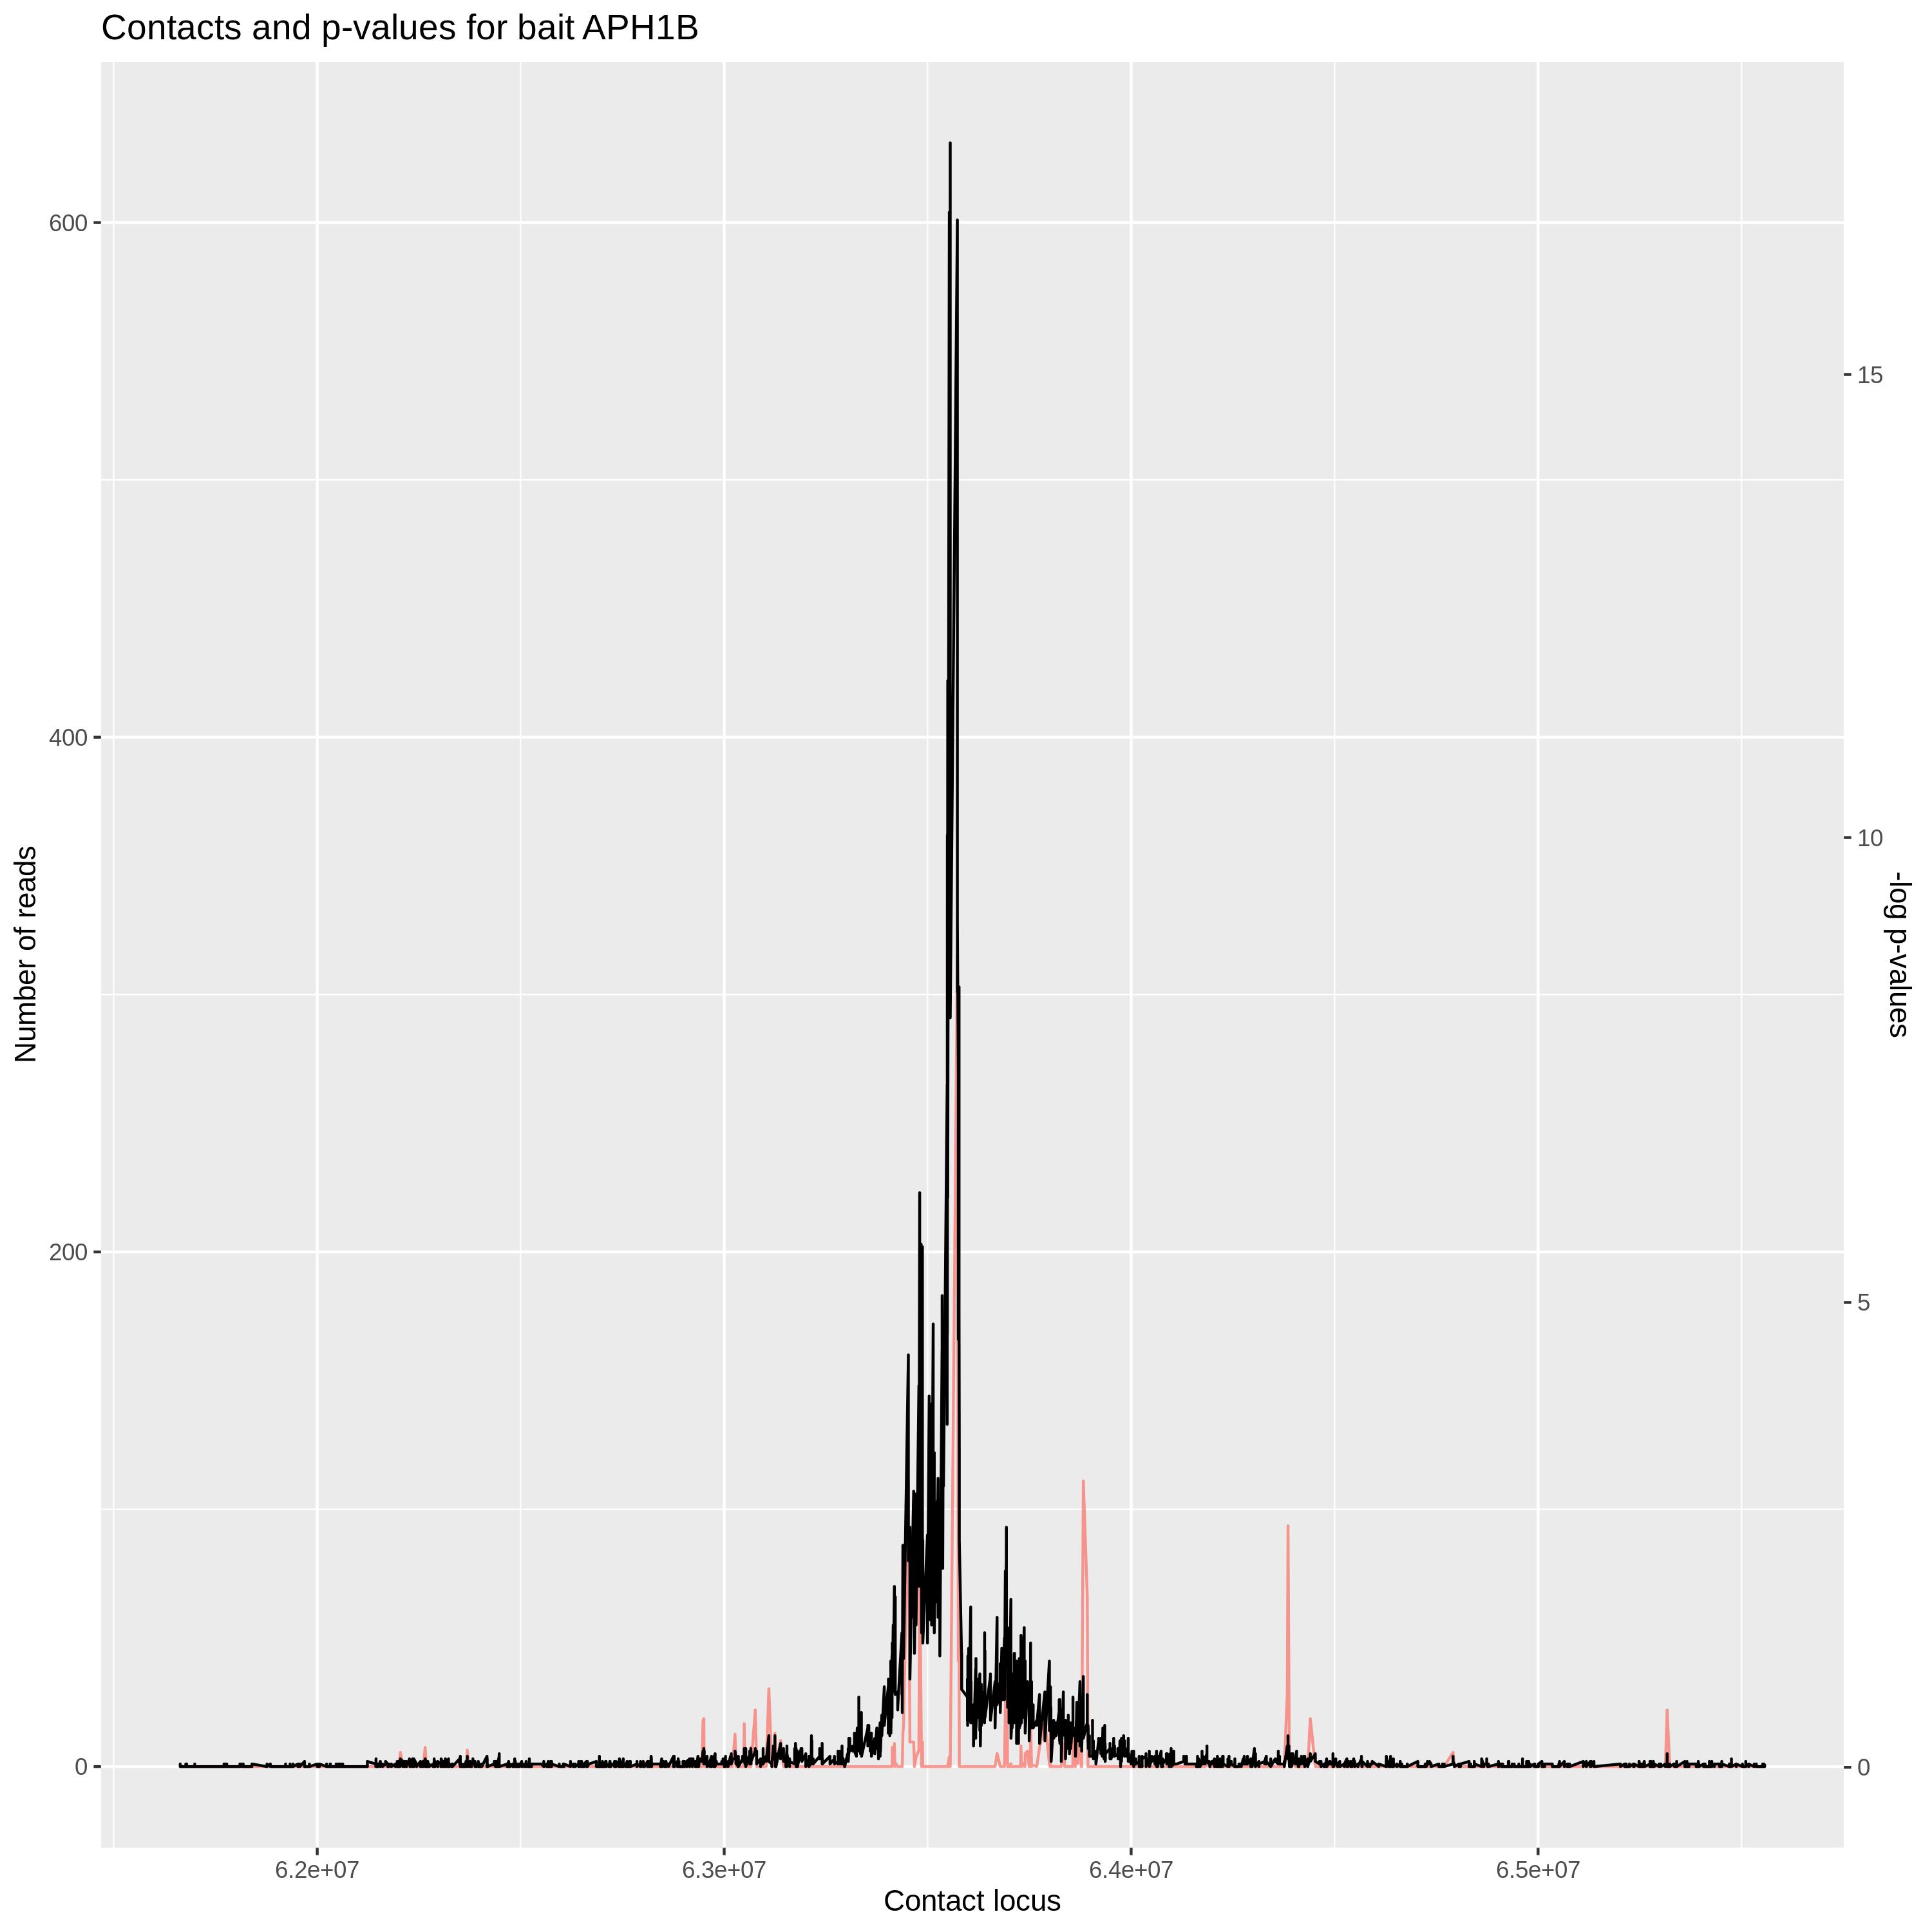 Contacts and p-values for bait APH1B
600
400
200
0
15
10
5
0
Number of reads
-log p-values
6.2e+07
6.3e+07
6.4e+07
6.5e+07
Contact locus